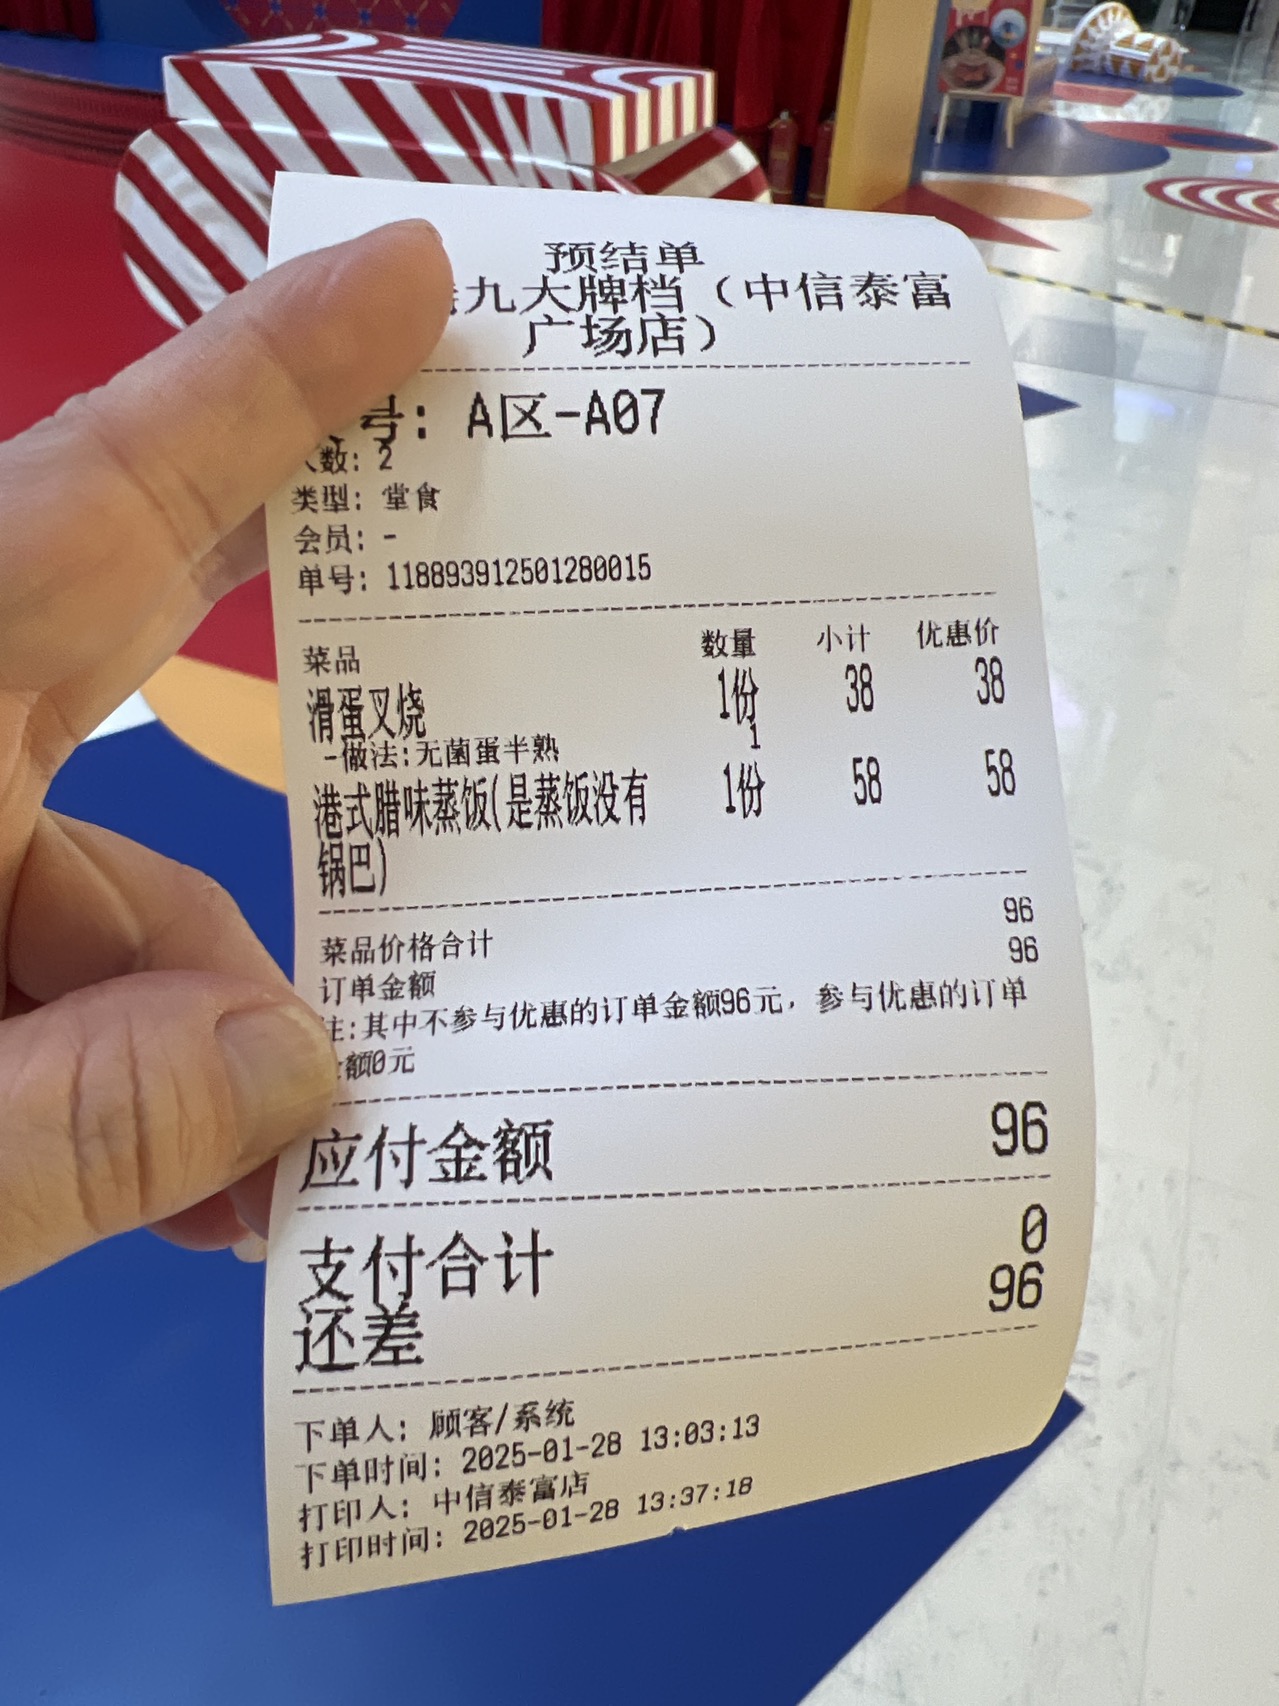 预结单
九大牌档（中信泰富
广场店）
号: A区-A07
人数: 2
类型: 堂食
会员: -
单号: 118893912501280015
菜品 数量 小计 优惠价
滑蛋叉烧 1份 38 38
-做法:无菌蛋半熟 1
港式腊味蒸饭(是蒸饭没有 1份 58 58
锅巴)
菜品价格合计 96
订单金额 96
注:其中不参与优惠的订单金额96元，参与优惠的订单
金额0元
应付金额 96
支付合计 0
还差 96
下单人: 顾客/系统
下单时间: 2025-01-28 13:03:13
打印人: 中信泰富店
打印时间: 2025-01-28 13:37:18